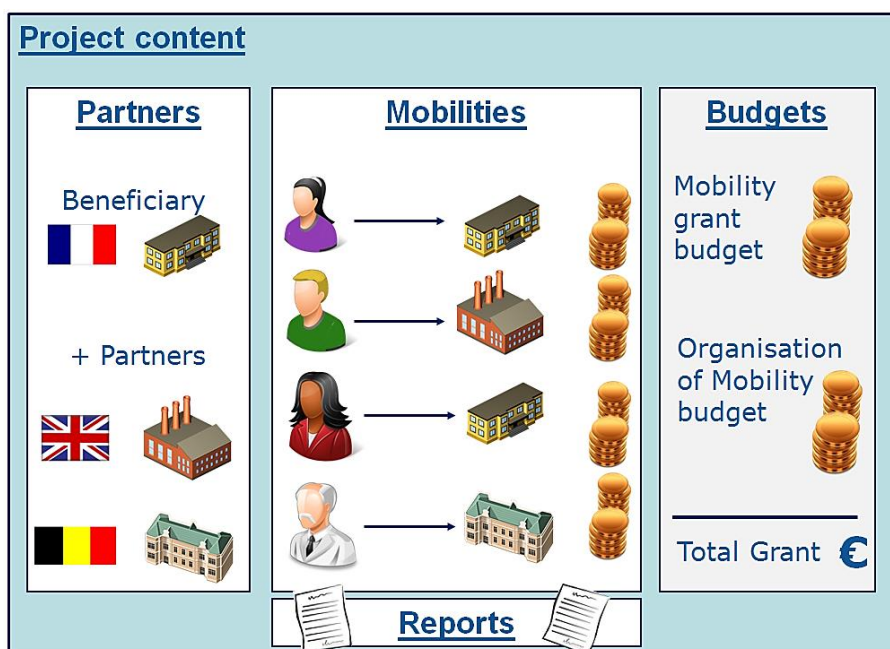 Project content
Partners
Beneficiary
+ Partners
Mobilities
Reports
Budgets
Mobility
grant
budget
Organisation
of Mobility
budget
Total Grant €